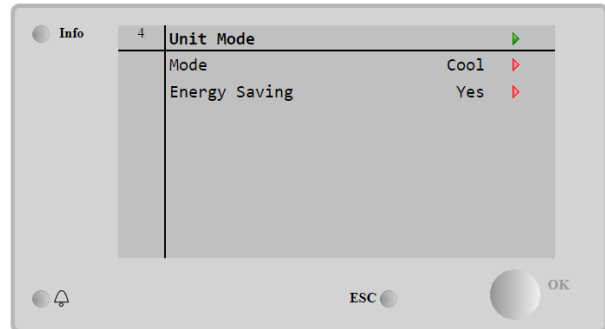 Info
4 Unit Mode
Mode Cool
Energy Saving Yes
ESC
OK